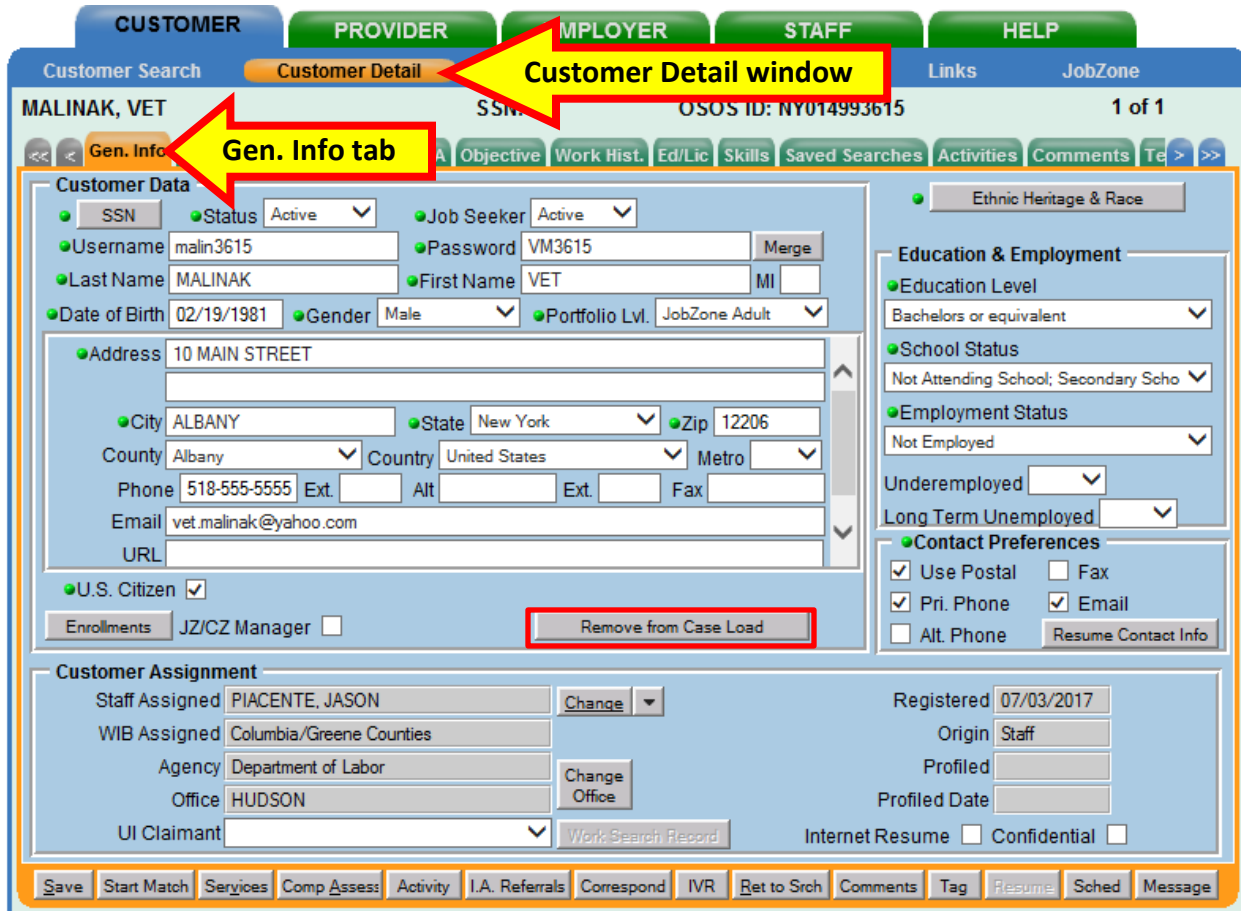 CUSTOMER PROVIDER EMPLOYER STAFF HELP
Customer Search Customer Detail Customer Detail window Links JobZone
MALINAK, VET SSN: OSOS ID: NY014993615 1 of 1
<< < Gen. Info Gen. Info tab A Objective Work Hist. Ed/Lic Skills Saved Searches Activities Comments Te > >>
Customer Data
SSN Status Active Job Seeker Active Ethnic Heritage & Race
Username malin3615 Password VM3615 Merge
Last Name MALINAK First Name VET MI
Date of Birth 02/19/1981 Gender Male Portfolio Lvl. JobZone Adult
Address 10 MAIN STREET
City ALBANY State New York Zip 12206
County Albany Country United States Metro
Phone 518-555-5555 Ext. Alt Ext. Fax
Email vet.malinak@yahoo.com
URL
U.S. Citizen
Enrollments JZ/CZ Manager Remove from Case Load
Education & Employment
Education Level
Bachelors or equivalent
School Status
Not Attending School; Secondary Scho
Employment Status
Not Employed
Underemployed
Long Term Unemployed
Contact Preferences
Use Postal Fax
Pri. Phone Email
Alt. Phone Resume Contact Info
Customer Assignment
Staff Assigned PIACENTE, JASON Change Registered 07/03/2017
WIB Assigned Columbia/Greene Counties Origin Staff
Agency Department of Labor Change Profiled
Office HUDSON Office Profiled Date
UI Claimant Work Search Record Internet Resume Confidential
Save Start Match Services Comp Assess Activity I.A. Referrals Correspond IVR Ret to Srch Comments Tag Resume Sched Message